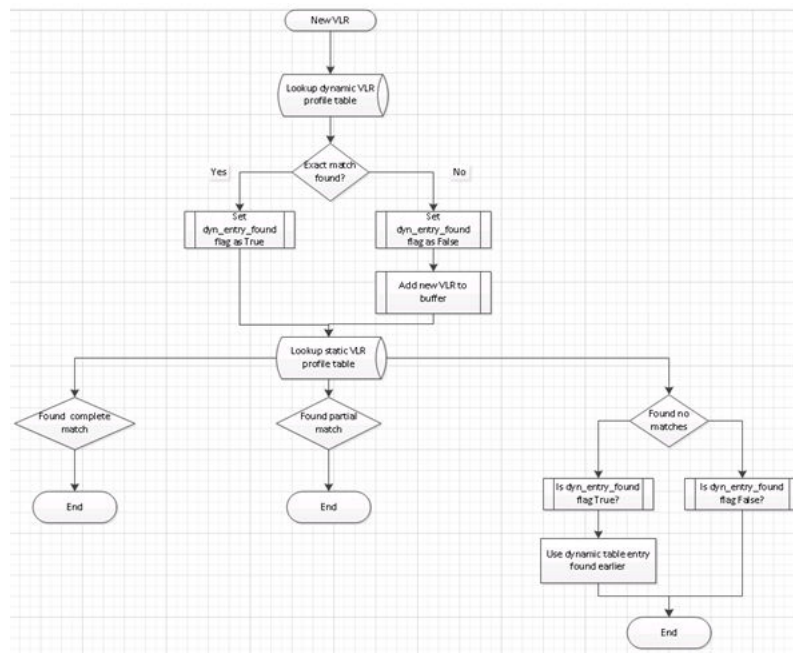 New VLR
Lookup dynamic VLR
profile table
Exact match
found?
Yes
No
Set
dyn_entry_found
flag as True
Set
dyn_entry_found
flag as False
Add new VLR to
buffer
Lookup static VLR
profile table
Found complete
match
Found partial
match
Found no
matches
End
End
Is dyn_entry_found
flag True?
Is dyn_entry_found
flag False?
Use dynamic table entry
found earlier
End